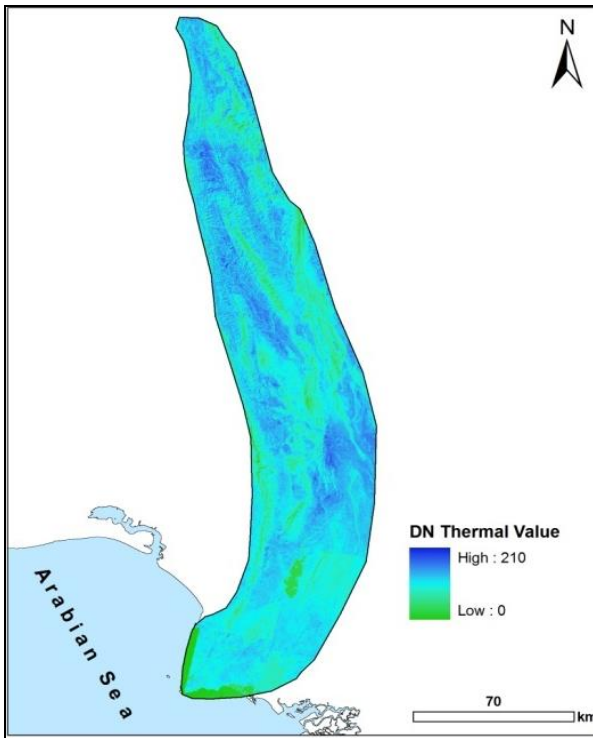 N
DN Thermal Value
High : 210
Low : 0
Arabian Sea
70
km